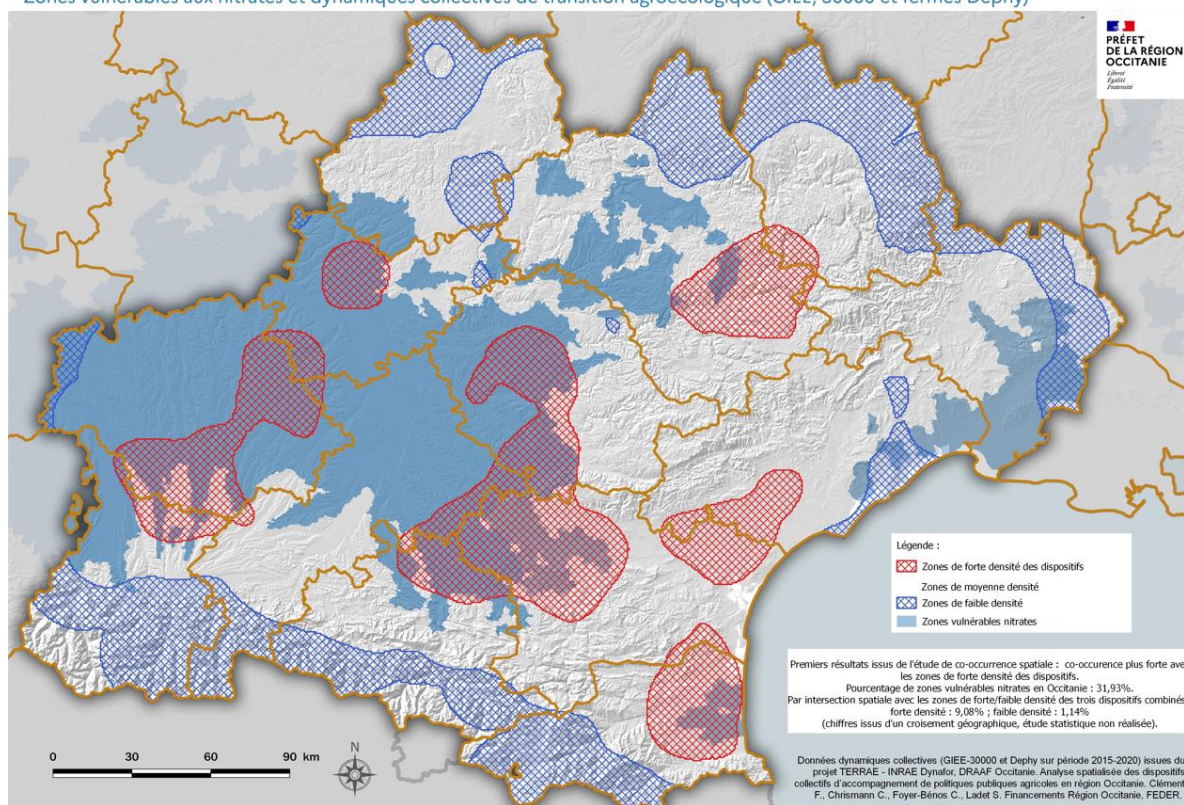 Zones vulnérables aux nitrates et dynamiques collectives de transition agroécologique (GIEE, 30000 et fermes Dephy)
PRÉFET
DE LA RÉGION
OCCITANIE
Liberté
Égalité
Fraternité
Légende :
Zones de forte densité des dispositifs
Zones de moyenne densité
Zones de faible densité
Zones vulnérables nitrates
Premiers résultats issus de l'étude de co-occurrence spatiale : co-occurence plus forte ave
les zones de forte densité des dispositifs.
Pourcentage de zones vulnérables nitrates en Occitanie : 31,93%.
Par intersection spatiale avec les zones de forte/faible densité des trois dispositifs combinés
forte densité : 9,08% ; faible densité : 1,14%
(chiffres issus d'un croisement géographique, étude statistique non réalisée).
0 30 60 90 km
N
Données dynamiques collectives (GIEE-30000 et Dephy sur période 2015-2020) issues du
projet TERRAE - INRAE Dynafor, DRAAF Occitanie. Analyse spatialisée des dispositifs
collectifs d'accompagnement de politiques publiques agricoles en région Occitanie. Clément
F., Chrismann C., Foyer-Bénos C., Ladet S. Financements Région Occitanie, FEDER.